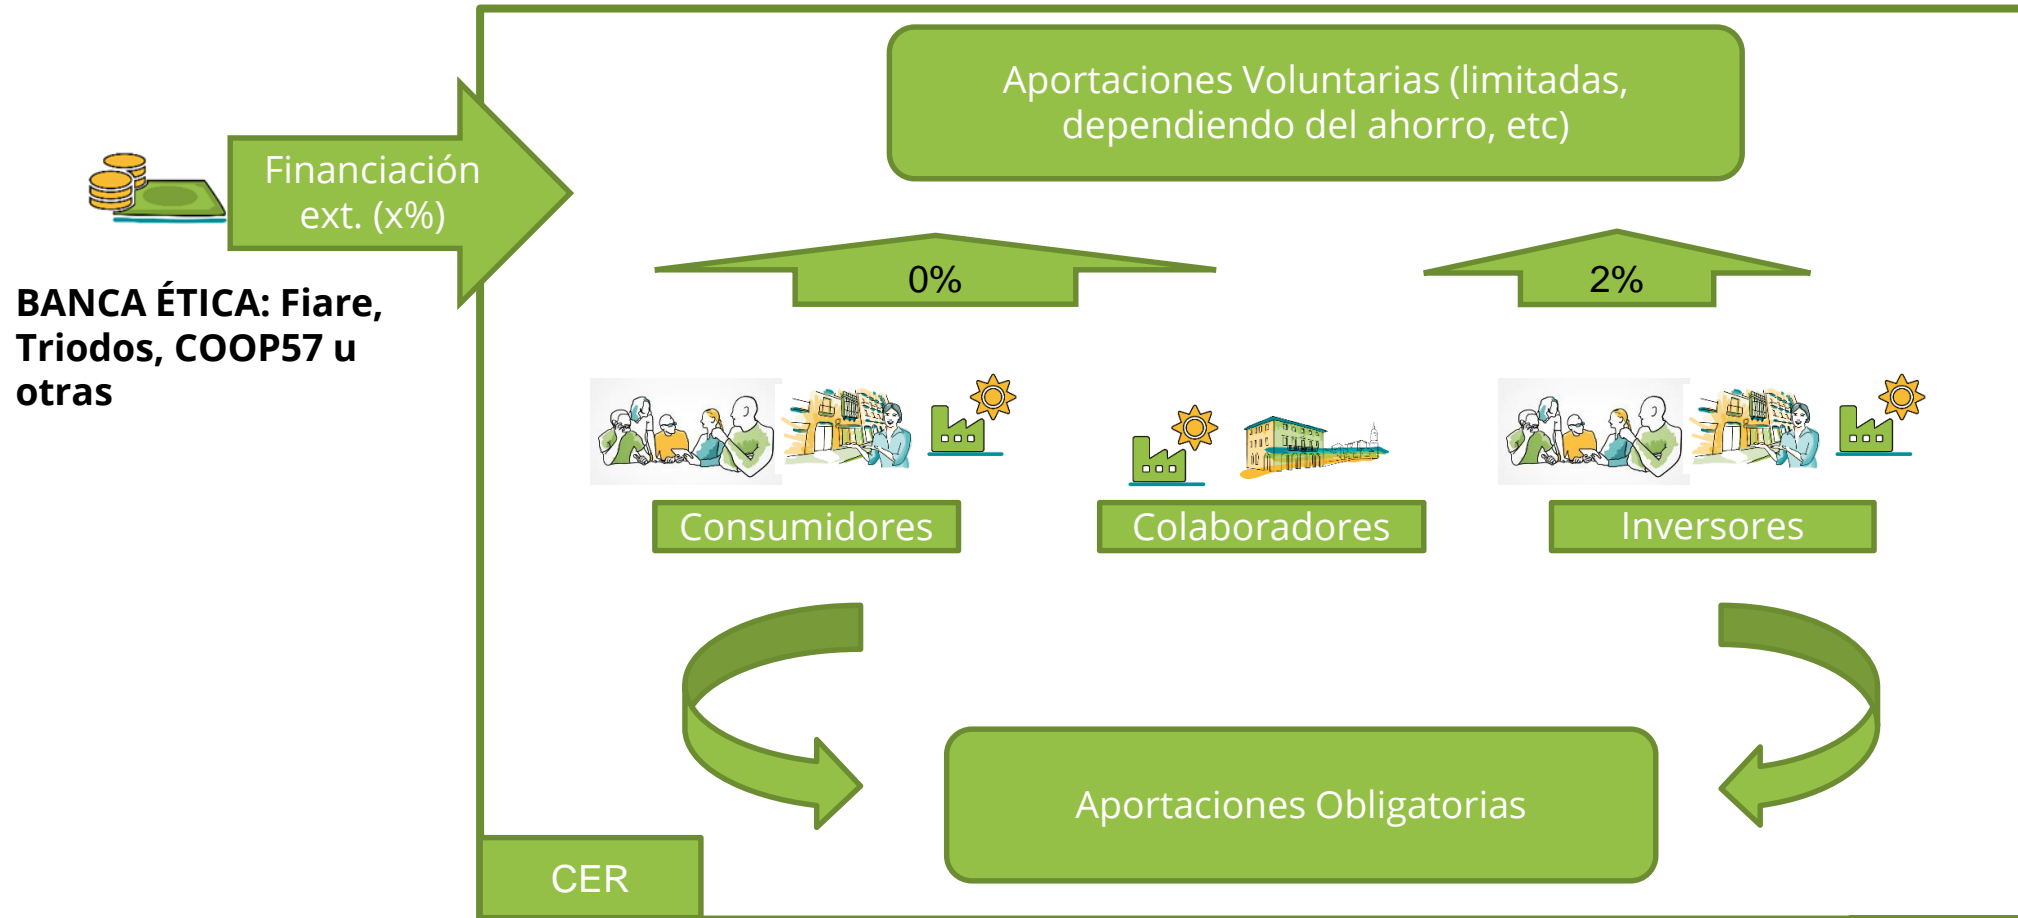 Aportaciones Voluntarias (limitadas,
dependiendo del ahorro, etc)
Financiación
ext. (x%)
BANCA ÉTICA: Fiare,
Triodos, COOP57 u
otras
0%
2%
Consumidores
Colaboradores
Inversores
Aportaciones Obligatorias
CER